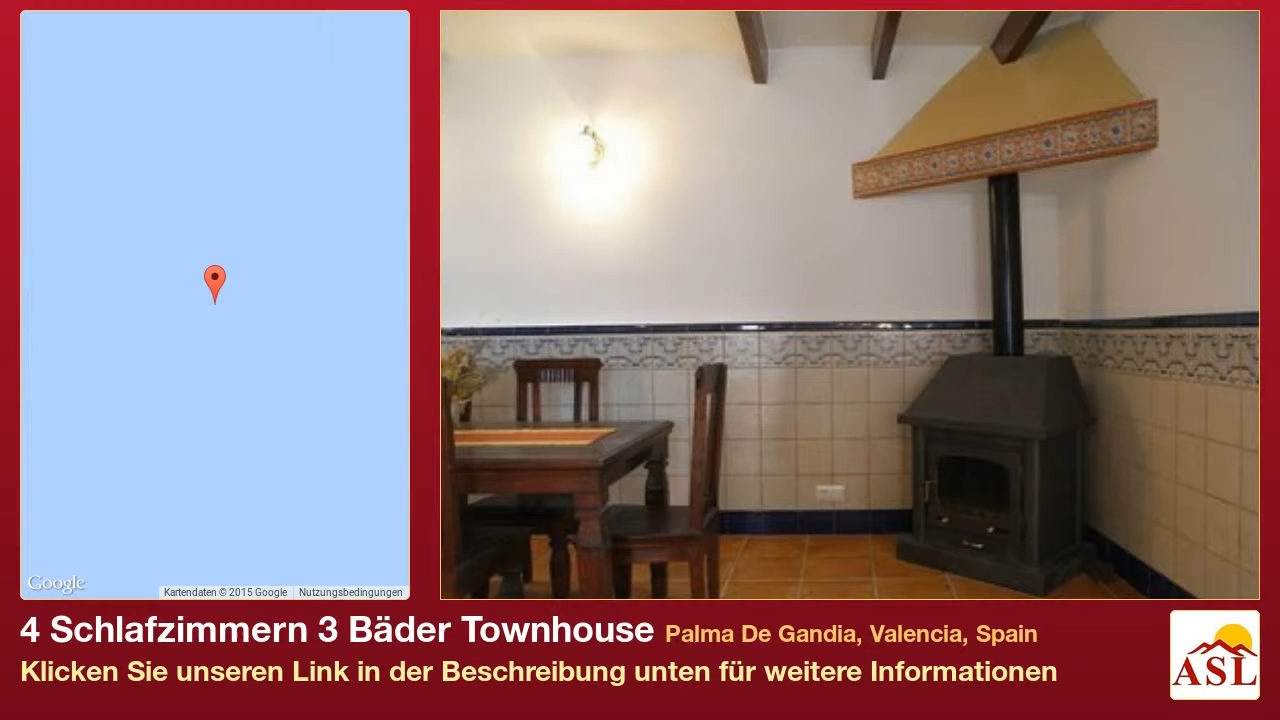 Google
Kartendaten © 2015 Google
Nutzungsbedingungen
4 Schlafzimmern 3 Bäder Townhouse Palma De Gandia, Valencia, Spain
Klicken Sie unseren Link in der Beschreibung unten für weitere Informationen
ASL